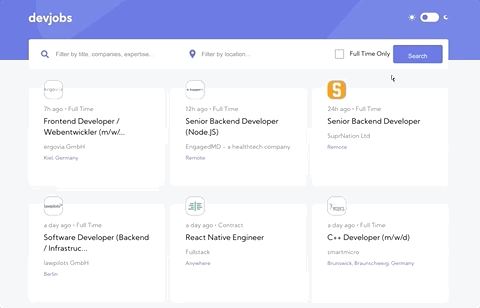 devjobs
Filter by title, companies, expertise..
Filter by location...
Full Time Only
Search
7h ago • Full Time
Frontend Developer /
Webentwickler (m/w/...
ergovia GmbH
Kiel, Germany
12h ago • Full Time
Senior Backend Developer
(Node.JS)
EngagedMD - a healthtech company
Remote
S
24h ago • Full Time
Senior Backend Developer
SuprNation Ltd
Remote
a day ago • Full Time
Software Developer (Backend
/ Infrastruc...
lawpilots GmbH
Berlin
a day ago • Contract
React Native Engineer
Fullstack
Anywhere
a day ago • Full Time
C++ Developer (m/w/d)
smartmicro
Brunswick, Braunschweig, Germany